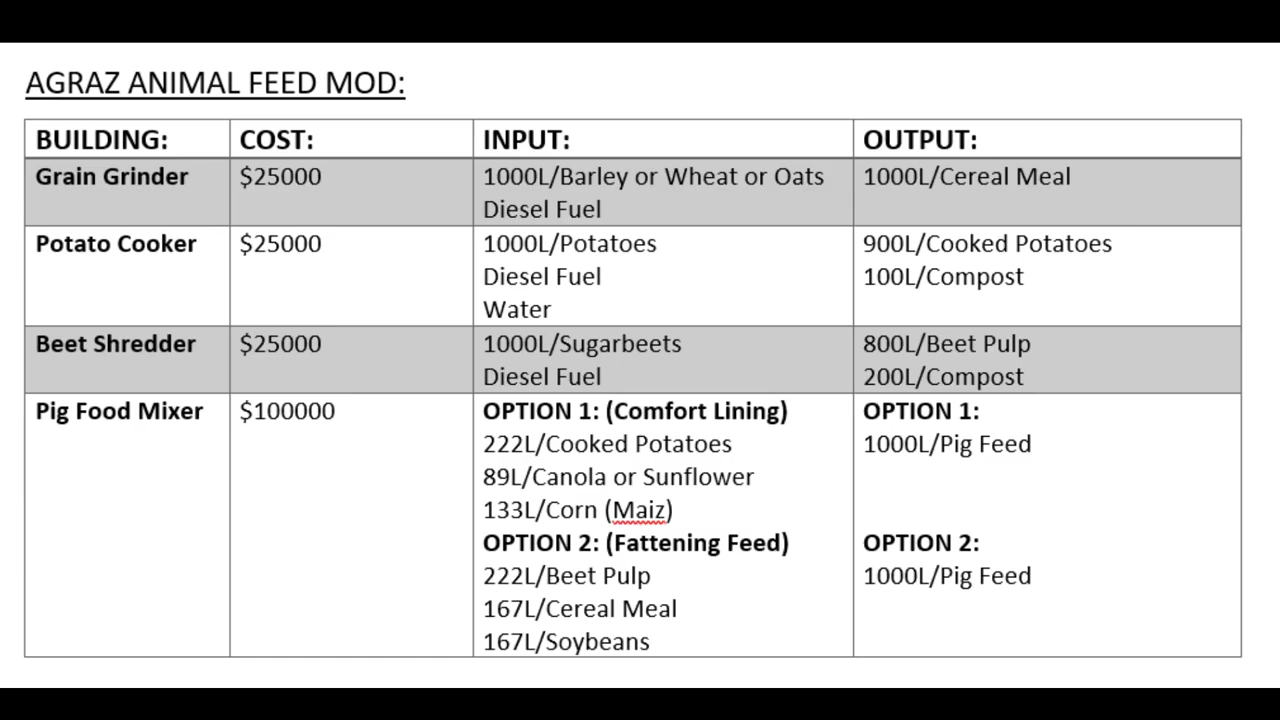 AGRAZ ANIMAL FEED MOD:
BUILDING: COST: INPUT: OUTPUT:
Grain Grinder $25000 1000L/Barley or Wheat or Oats 1000L/Cereal Meal
Diesel Fuel
Potato Cooker $25000 1000L/Potatoes 900L/Cooked Potatoes
Diesel Fuel 100L/Compost
Water
Beet Shredder $25000 1000L/Sugarbeets 800L/Beet Pulp
Diesel Fuel 200L/Compost
Pig Food Mixer $100000 OPTION 1: (Comfort Lining) OPTION 1:
222L/Cooked Potatoes 1000L/Pig Feed
89L/Canola or Sunflower
133L/Corn (Maiz)
OPTION 2: (Fattening Feed) OPTION 2:
222L/Beet Pulp 1000L/Pig Feed
167L/Cereal Meal
167L/Soybeans